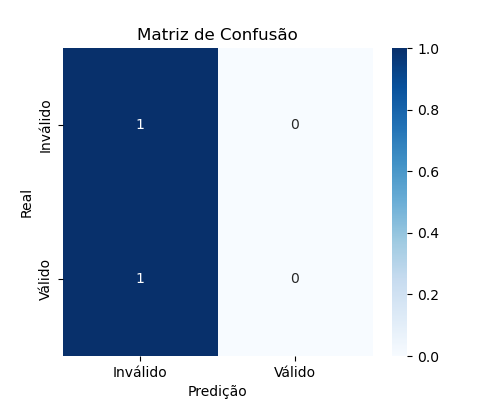 Matriz de Confusão
Inválido
Válido
Real
1
0
1
0
Inválido
Válido
Predição
1.0
0.8
0.6
0.4
0.2
0.0